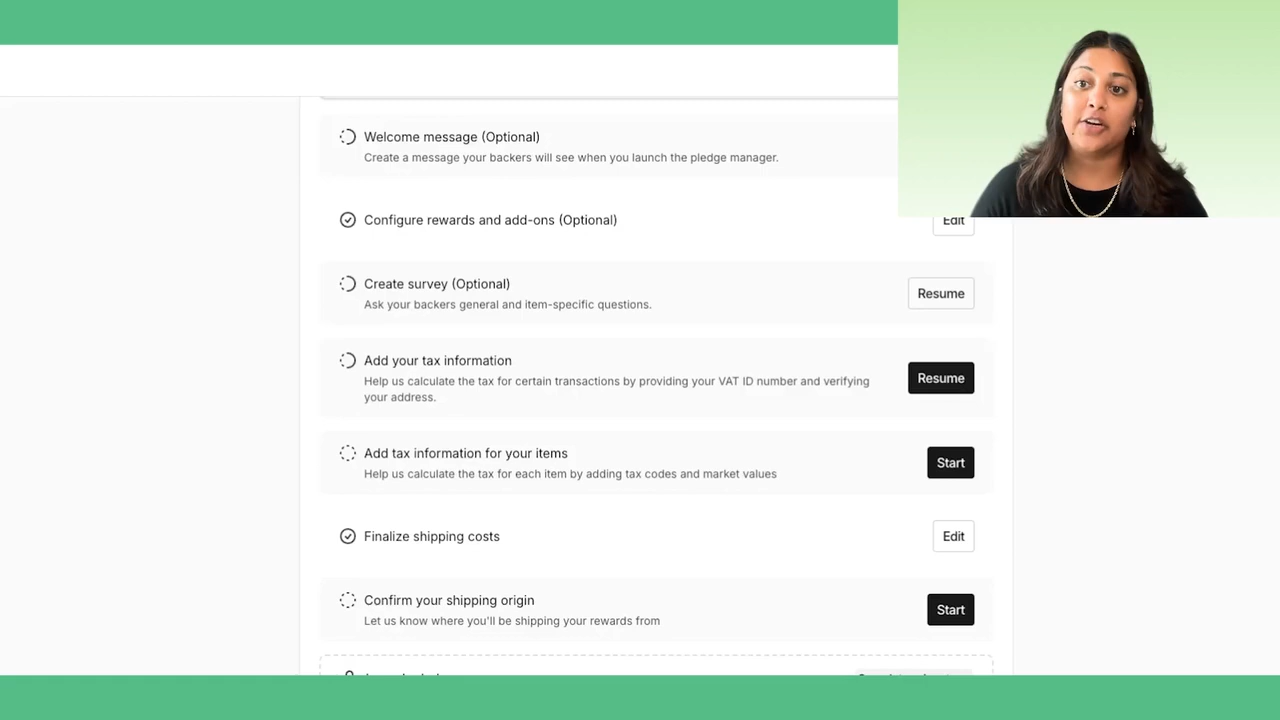 Welcome message (Optional)
Create a message your backers will see when you launch the pledge manager.
Configure rewards and add-ons (Optional)
Edit
Create survey (Optional)
Ask your backers general and item-specific questions.
Resume
Add your tax information
Help us calculate the tax for certain transactions by providing your VAT ID number and verifying
your address.
Resume
Add tax information for your items
Help us calculate the tax for each item by adding tax codes and market values
Start
Finalize shipping costs
Edit
Confirm your shipping origin
Let us know where you'll be shipping your rewards from
Start